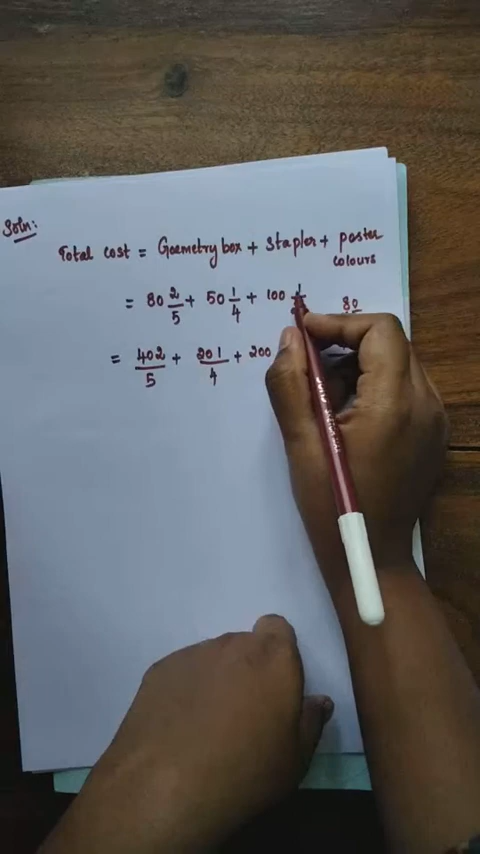 Soln:
Total cost = Geometry box + Stapler + poster colours
= 80 2/5 + 50 1/4 + 100 1/
80
= 402/5 + 201/4 + 200